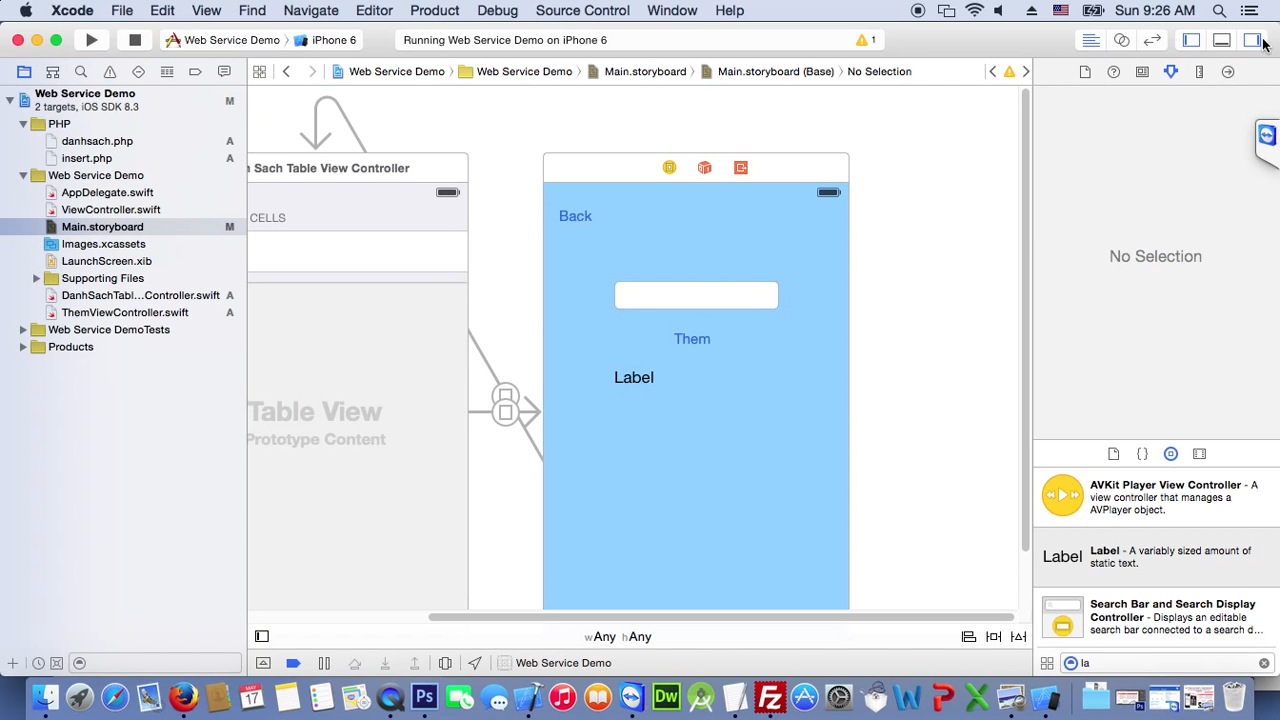 Xcode File Edit View Find Navigate Editor Product Debug Source Control Window Help Sun 9:26 AM
Web Service Demo iPhone 6 Running Web Service Demo on iPhone 6 1
Web Service Demo Web Service Demo Main.storyboard Main.storyboard (Base) No Selection
Web Service Demo M
2 targets, iOS SDK 8.3
PHP
danhsach.php A
insert.php A
Web Service Demo
AppDelegate.swift
ViewController.swift
Main.storyboard M
Images.xcassets
LaunchScreen.xib
Supporting Files
DanhSachTabl...Controller.swift A
ThemViewController.swift A
Web Service DemoTests
Products
h Sach Table View Controller
CELLS
Table View
Prototype Content
Back
Them
Label
wAny hAny
Web Service Demo
No Selection
AVKit Player View Controller - A
view controller that manages a
AVPlayer object.
Label
Label - A variably sized amount of
static text.
Search Bar and Search Display
Controller - Displays an editable
search bar connected to a search d...
la
17
Ps
Dw
Fz